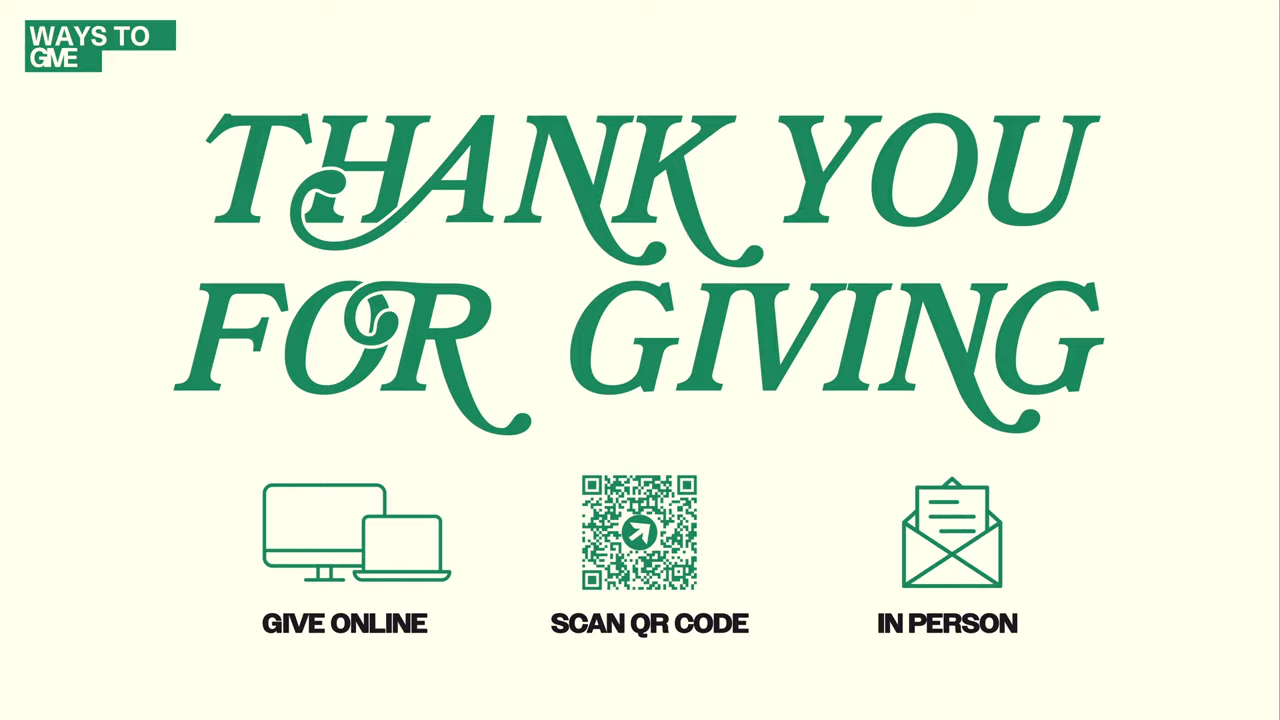 WAYS TO
GIVE
THANK YOU
FOR GIVING
GIVE ONLINE
SCAN QR CODE
IN PERSON